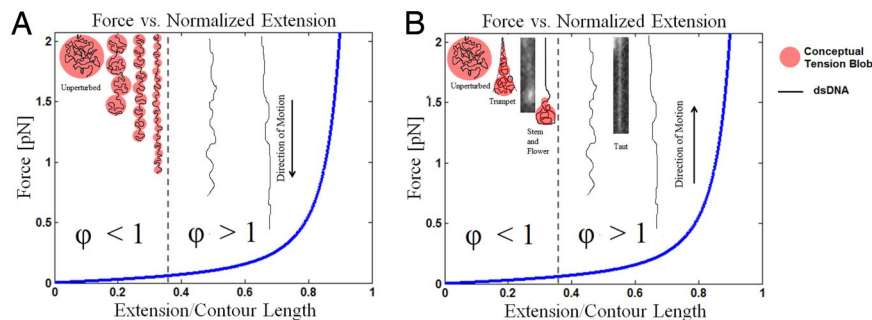 A
Force vs. Normalized Extension
Force [pN]
2
1.5
1
0.5
0
Unperturbed
Direction of Motion
φ < 1
φ > 1
0
0.2
0.4
0.6
0.8
1
Extension/Contour Length
B
Force vs. Normalized Extension
Force [pN]
2
1.5
1
0.5
0
Unperturbed
Trumpet
Stem
and
Flower
Taut
Direction of Motion
φ < 1
φ > 1
0
0.2
0.4
0.6
0.8
1
Extension/Contour Length
Conceptual
Tension Blob
dsDNA